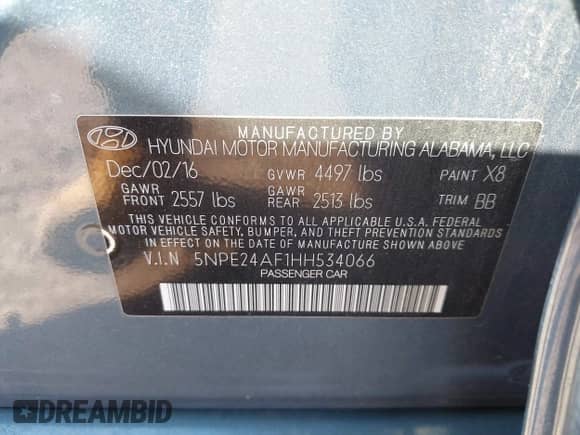 MANUFACTURED BY
HYUNDAI MOTOR MANUFACTURING ALABAMA, LLC
Dec/02/16 GVWR 4497 lbs PAINT X8
GAWR FRONT 2557 lbs GAWR REAR 2513 lbs TRIM BB
THIS VEHICLE CONFORMS TO ALL APPLICABLE U.S.A. FEDERAL
MOTOR VEHICLE SAFETY, BUMPER, AND THEFT PREVENTION STANDARDS
IN EFFECT ON THE DATE OF MANUFACTURE SHOWN ABOVE
V.I.N 5NPE24AF1HH534066
PASSENGER CAR
DREAMBID